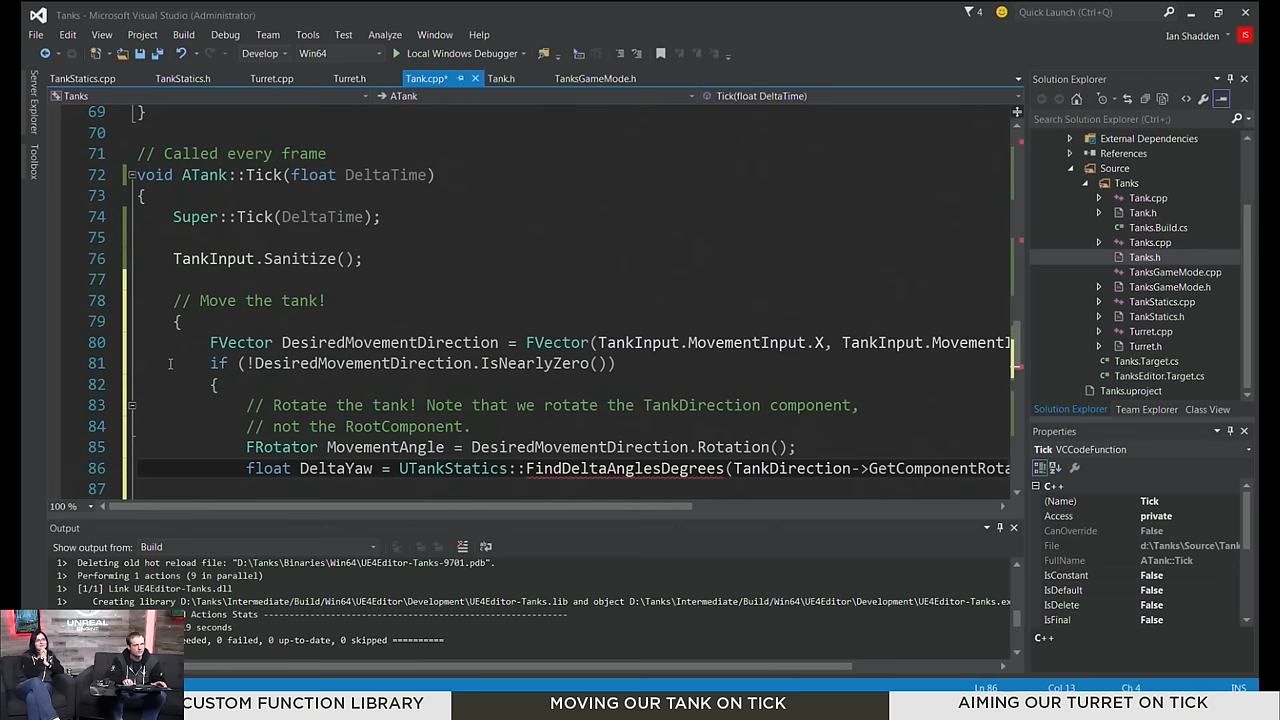 Tanks - Microsoft Visual Studio (Administrator)
4
Quick Launch (Ctrl+Q)
File Edit View Project Build Debug Team Tools Test Analyze Window Help
Ian Shadden
IS
Develop Win64 Local Windows Debugger
TankStatics.cpp TankStatics.h Turret.cpp Turret.h Tank.cpp* Tank.h TanksGameMode.h
Tanks ATank Tick(float DeltaTime)
Server Explorer
Toolbox
69 }
70
71 // Called every frame
72 void ATank::Tick(float DeltaTime)
73 {
74 Super::Tick(DeltaTime);
75
76 TankInput.Sanitize();
77
78 // Move the tank!
79 {
80 FVector DesiredMovementDirection = FVector(TankInput.MovementInput.X, TankInput.MovementI
81 if (!DesiredMovementDirection.IsNearlyZero())
82 {
83 // Rotate the tank! Note that we rotate the TankDirection component,
84 // not the RootComponent.
85 FRotator MovementAngle = DesiredMovementDirection.Rotation();
86 float DeltaYaw = UTankStatics::FindDeltaAnglesDegrees(TankDirection->GetComponentRota
87
100 %
Output
Show output from: Build
1> Deleting old hot reload file: "D:\Tanks\Binaries\Win64\UE4Editor-Tanks-9701.pdb".
1> Performing 1 actions (9 in parallel)
1> [1/1] Link UE4Editor-Tanks.dll
1> Creating library D:\Tanks\Intermediate\Build\Win64\UE4Editor\Development\UE4Editor-Tanks.lib and object D:\Tanks\Intermediate\Build\Win64\UE4Editor\Development\UE4Editor-Tanks.ex
Actions Stats
9 seconds
eeded, 0 failed, 0 up-to-date, 0 skipped ==========
Solution Explorer
Search Solution Explorer (Ctrl+;)
External Dependencies
References
Source
Tanks
Tank.cpp
Tank.h
Tanks.Build.cs
Tanks.cpp
Tanks.h
TanksGameMode.cpp
TanksGameMode.h
TankStatics.cpp
TankStatics.h
Turret.cpp
Turret.h
Tanks.Target.cs
TanksEditor.Target.cs
Tanks.uproject
Solution Explorer Team Explorer Class View
Properties
Tick VCCodeFunction
C++
(Name) Tick
Access private
CanOverride False
File d:\Tanks\Source\Tank
FullName ATank::Tick
IsConstant False
IsDefault False
IsDelete False
IsFinal False
C++
Ln 86 Col 13 Ch 4 INS
UNREAL
CUSTOM FUNCTION LIBRARY
MOVING OUR TANK ON TICK
AIMING OUR TURRET ON TICK